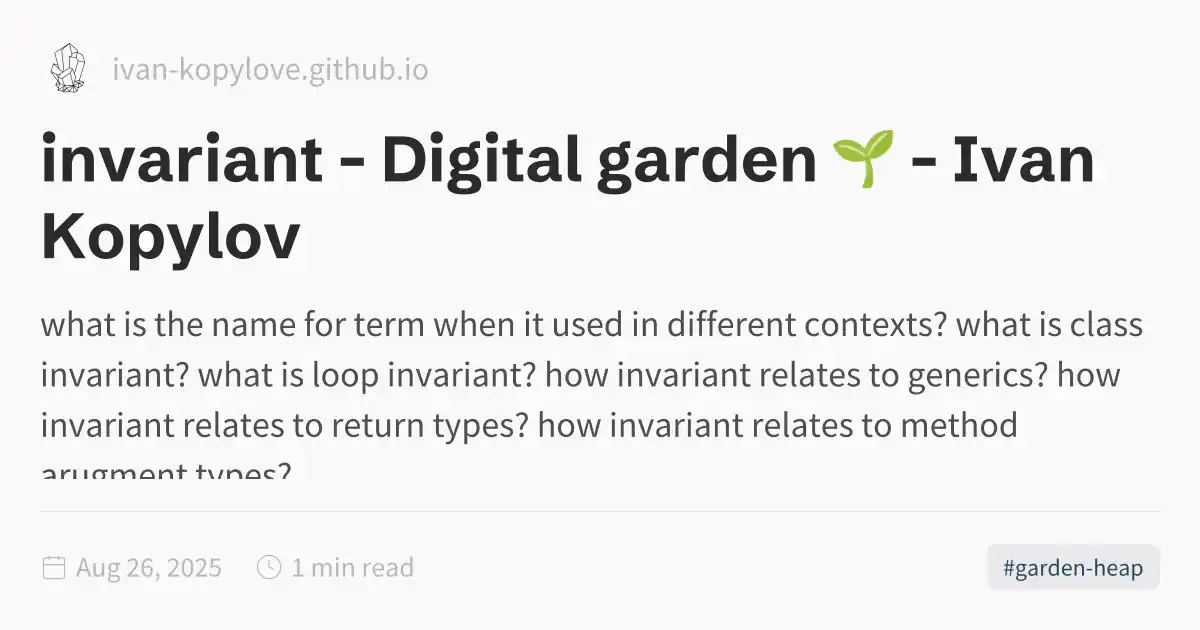 ivan-kopylove.github.io
invariant - Digital garden 🌱 - Ivan
Kopylov
what is the name for term when it used in different contexts? what is class
invariant? what is loop invariant? how invariant relates to generics? how
invariant relates to return types? how invariant relates to method
arugment types?
Aug 26, 2025 1 min read #garden-heap